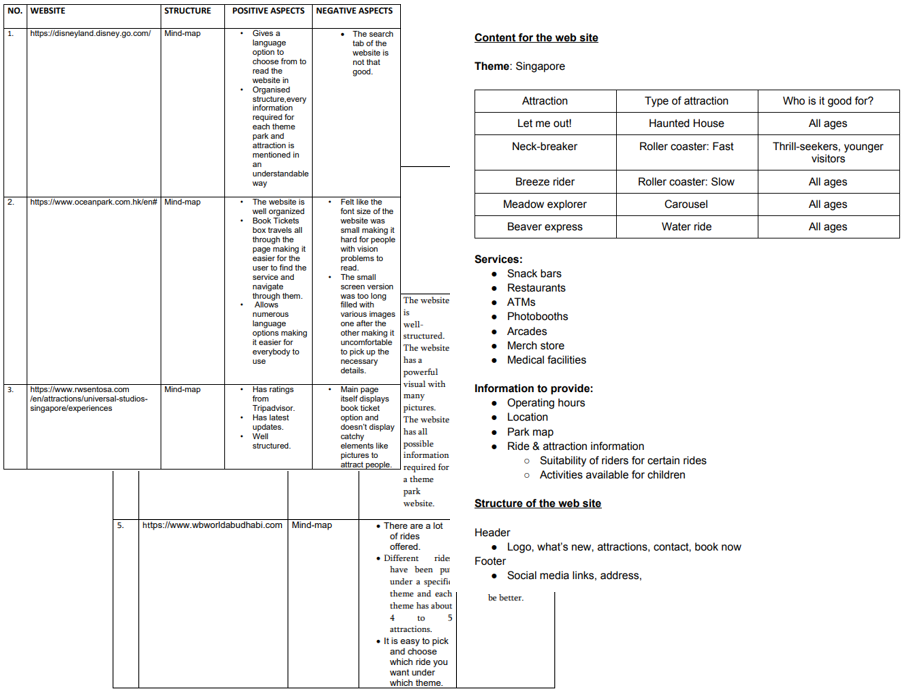 NO. WEBSITE STRUCTURE POSITIVE ASPECTS NEGATIVE ASPECTS
1. https://disneyland.disney.go.com/ Mind-map
• Gives a
language
option to
choose from to
read the
website in
• Organised
structure,every
information
required for
each theme
park and
attraction is
mentioned in
an
understandable
way
• The search
tab of the
website is
not that
good.
2. https://www.oceanpark.com.hk/en# Mind-map
• The website is
well organized
• Book Tickets
box travels all
through the
page making it
easier for the
user to find the
service and
navigate
through them.
• Allows
numerous
language
options making
it easier for
everybody to
use
• Felt like the
font size of the
website was
small making it
hard for people
with vision
problems to
read.
• The small
screen version
was too long
filled with
various images
one after the
other making it
uncomfortable
to pick up the
necessary
details.
3. https://www.rwsentosa.com
/en/attractions/universal-studios-
singapore/experiences
Mind-map
• Has ratings
from
Tripadvisor.
• Has latest
updates.
• Well
structured.
• Main page
itself displays
book ticket
option and
doesn't display
catchy
elements like
pictures to
attract people.
The website
is
well-
structured.
The website
has a
powerful
visual with
many
pictures.
The website
has all
possible
information
required for
a theme
park
website.
5. https://www.wbworldabudhabi.com Mind-map
• There are a lot
of rides
offered.
• Different
have been
under a
theme and each
theme has about
4 to 5
attractions.
• It is easy to pick
and choose
which ride you
want under
which theme.
be better.
Content for the web site
Theme: Singapore
Attraction Type of attraction Who is it good for?
Let me out! Haunted House All ages
Neck-breaker Roller coaster: Fast Thrill-seekers, younger
visitors
Breeze rider Roller coaster: Slow All ages
Meadow explorer Carousel All ages
Beaver express Water ride All ages
Services:
● Snack bars
● Restaurants
● ATMs
● Photobooths
● Arcades
● Merch store
● Medical facilities
Information to provide:
● Operating hours
● Location
● Park map
● Ride & attraction information
○ Suitability of riders for certain rides
○ Activities available for children
Structure of the web site
Header
● Logo, what's new, attractions, contact, book now
Footer
● Social media links, address,